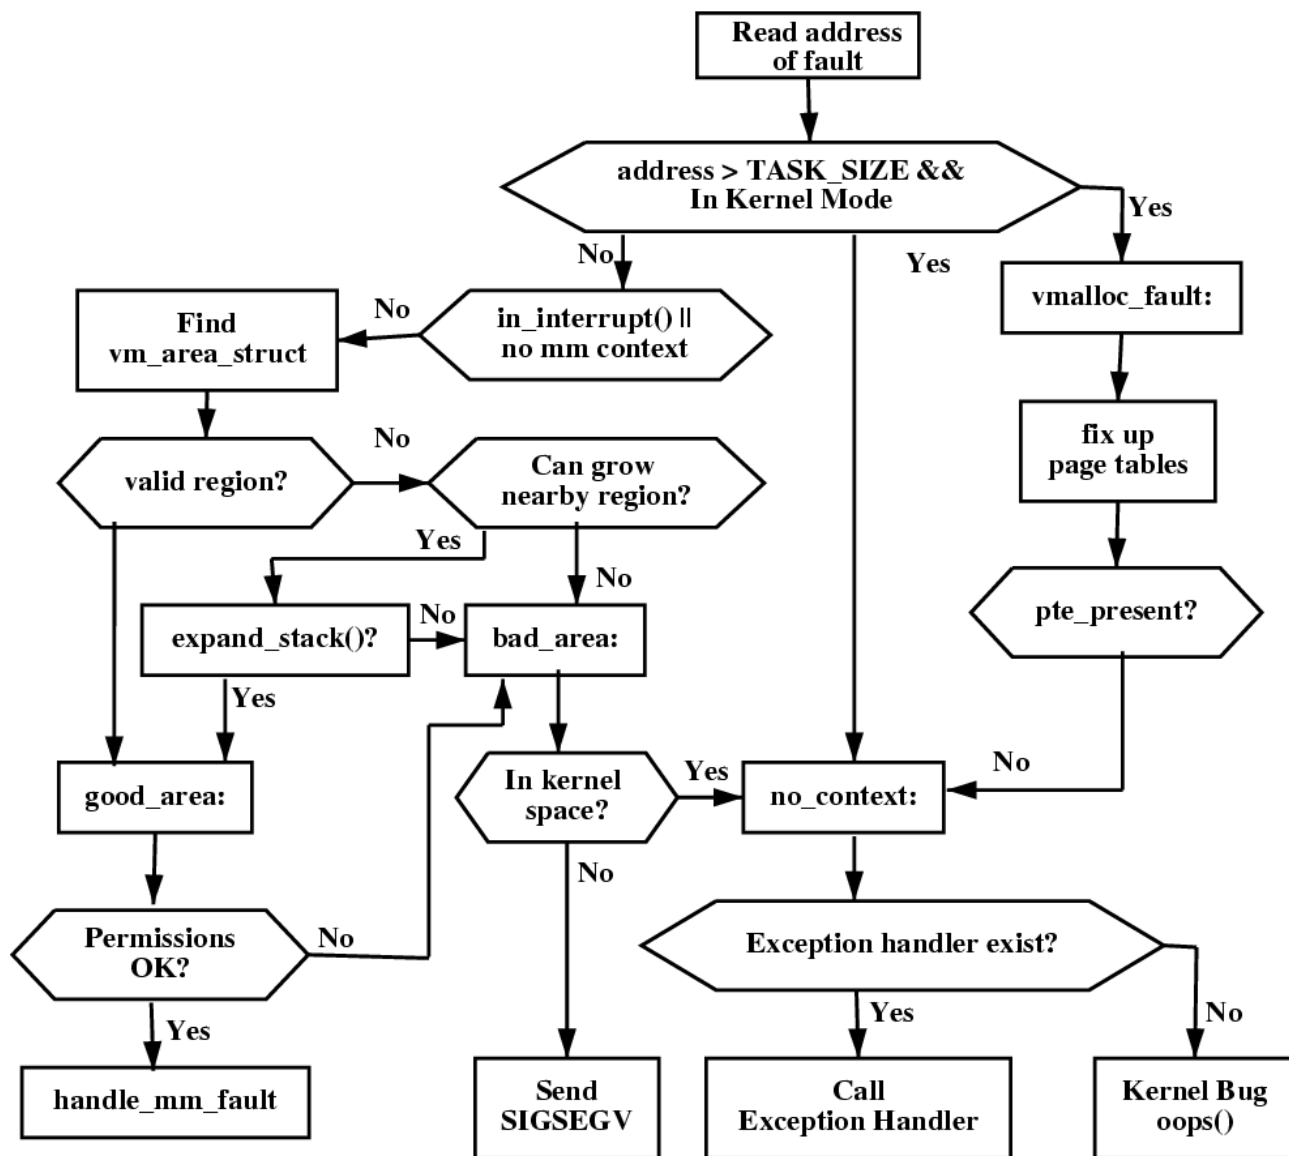 Read address
of fault
address > TASK_SIZE &&
In Kernel Mode
Yes
No
Yes
vmalloc_fault:
No
in_interrupt() ||
no mm context
Find
vm_area_struct
fix up
page tables
No
valid region?
Can grow
nearby region?
Yes
No
pte_present?
No
expand_stack()?
bad_area:
Yes
In kernel
space?
Yes
No
good_area:
no_context:
No
Permissions
OK?
No
Exception handler exist?
Yes
Yes
No
handle_mm_fault
Send
SIGSEGV
Call
Exception Handler
Kernel Bug
oops()